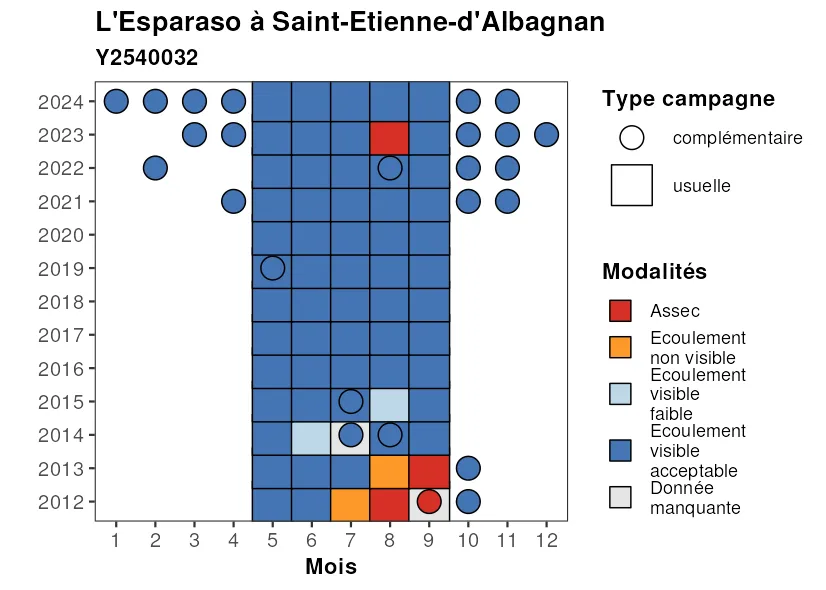 L'Esparaso à Saint-Etienne-d'Albagnan
Y2540032
2024
2023
2022
2021
2020
2019
2018
2017
2016
2015
2014
2013
2012
1 2 3 4 5 6 7 8 9 10 11 12
Mois
Type campagne
complémentaire
usuelle
Modalités
Assec
Ecoulement
non visible
Ecoulement
visible
faible
Ecoulement
visible
acceptable
Donnée
manquante